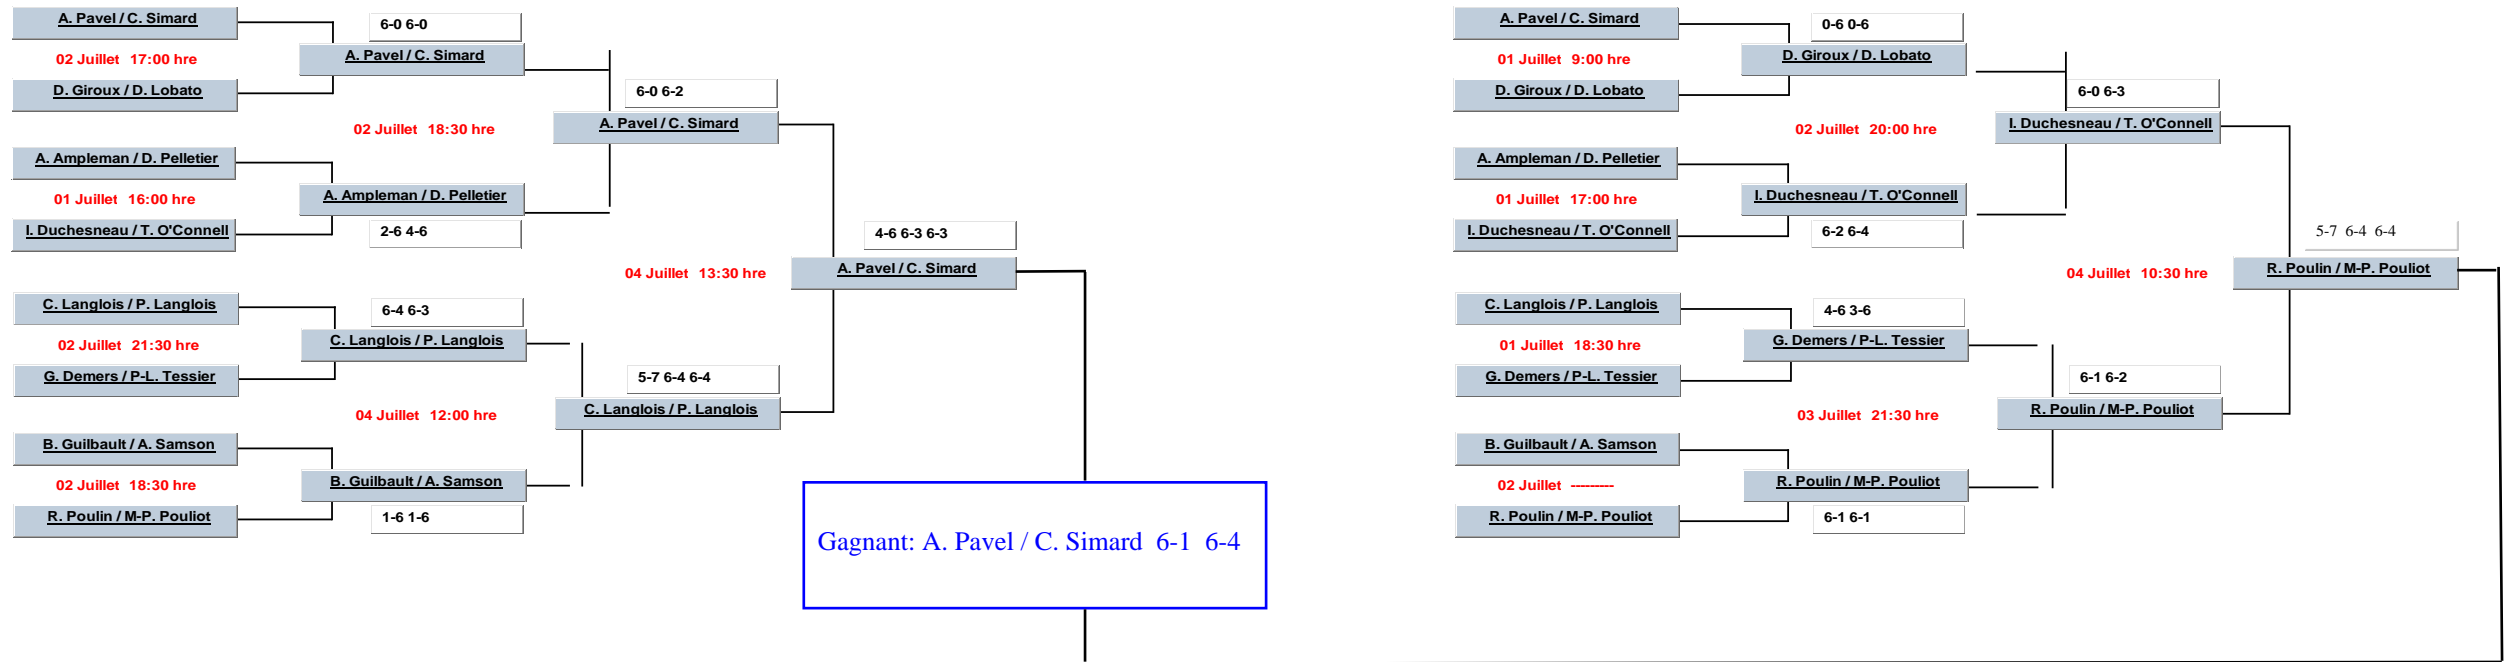 A. Pavel / C. Simard
6-0 6-0
02 Juillet 17:00 hre
A. Pavel / C. Simard
D. Giroux / D. Lobato
6-0 6-2
02 Juillet 18:30 hre
A. Pavel / C. Simard
A. Ampleman / D. Pelletier
01 Juillet 16:00 hre
A. Ampleman / D. Pelletier
I. Duchesneau / T. O'Connell
2-6 4-6
4-6 6-3 6-3
04 Juillet 13:30 hre
A. Pavel / C. Simard
C. Langlois / P. Langlois
6-4 6-3
02 Juillet 21:30 hre
C. Langlois / P. Langlois
G. Demers / P-L. Tessier
5-7 6-4 6-4
04 Juillet 12:00 hre
C. Langlois / P. Langlois
B. Guilbault / A. Samson
02 Juillet 18:30 hre
B. Guilbault / A. Samson
R. Poulin / M-P. Pouliot
1-6 1-6
Gagnant: A. Pavel / C. Simard 6-1 6-4
A. Pavel / C. Simard
0-6 0-6
01 Juillet 9:00 hre
D. Giroux / D. Lobato
D. Giroux / D. Lobato
6-0 6-3
02 Juillet 20:00 hre
I. Duchesneau / T. O'Connell
A. Ampleman / D. Pelletier
01 Juillet 17:00 hre
I. Duchesneau / T. O'Connell
I. Duchesneau / T. O'Connell
6-2 6-4
5-7 6-4 6-4
04 Juillet 10:30 hre
R. Poulin / M-P. Pouliot
C. Langlois / P. Langlois
4-6 3-6
01 Juillet 18:30 hre
G. Demers / P-L. Tessier
G. Demers / P-L. Tessier
6-1 6-2
03 Juillet 21:30 hre
R. Poulin / M-P. Pouliot
B. Guilbault / A. Samson
02 Juillet ---------
R. Poulin / M-P. Pouliot
R. Poulin / M-P. Pouliot
6-1 6-1